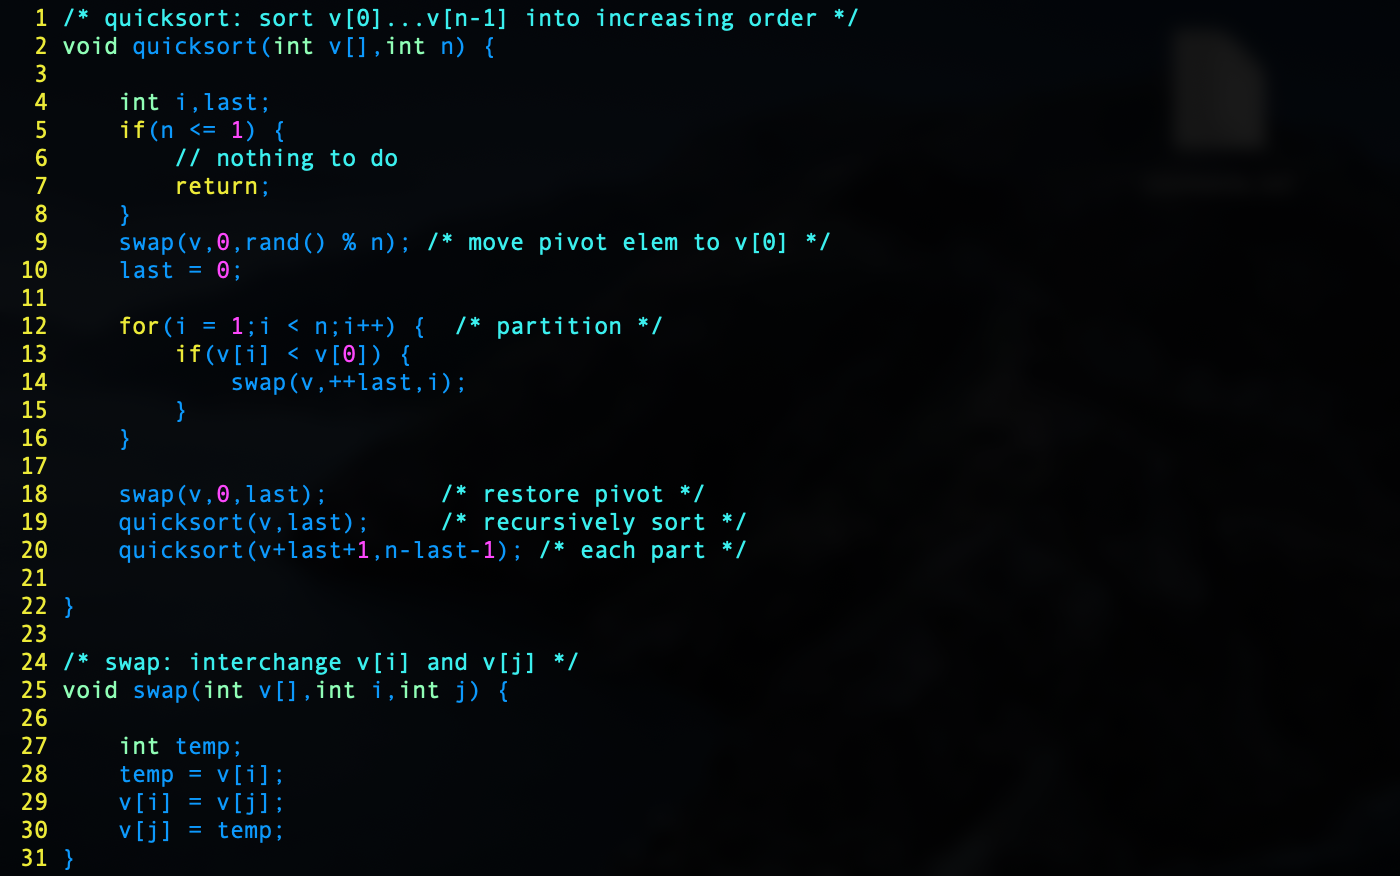 1 /* quicksort: sort v[0]...v[n-1] into increasing order */
2 void quicksort(int v[],int n) {
3
4     int i,last;
5     if(n <= 1) {
6         // nothing to do
7         return;
8     }
9     swap(v,0,rand() % n); /* move pivot elem to v[0] */
10     last = 0;
11
12     for(i = 1;i < n;i++) {  /* partition */
13         if(v[i] < v[0]) {
14             swap(v,++last,i);
15         }
16     }
17
18     swap(v,0,last);        /* restore pivot */
19     quicksort(v,last);     /* recursively sort */
20     quicksort(v+last+1,n-last-1); /* each part */
21
22 }
23
24 /* swap: interchange v[i] and v[j] */
25 void swap(int v[],int i,int j) {
26
27     int temp;
28     temp = v[i];
29     v[i] = v[j];
30     v[j] = temp;
31 }